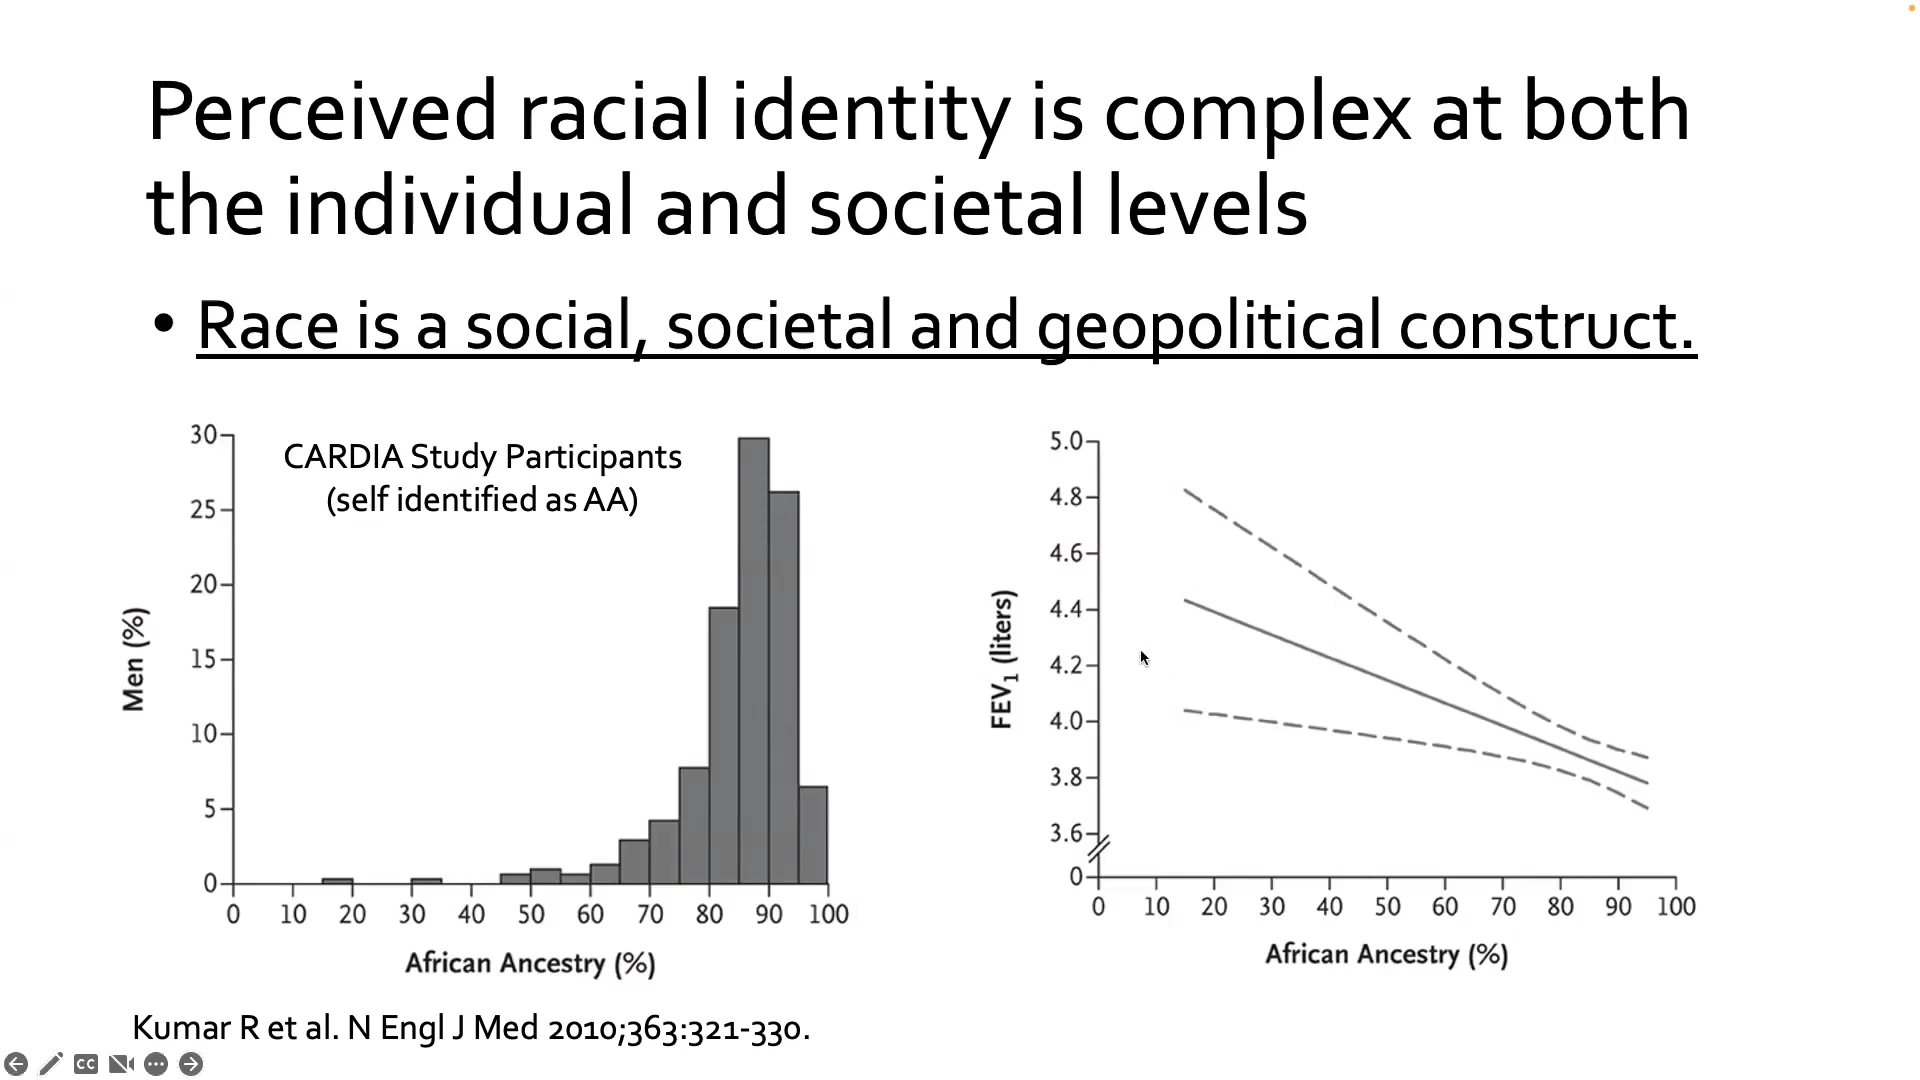 Perceived racial identity is complex at both
the individual and societal levels
• Race is a social, societal and geopolitical construct.
CARDIA Study Participants
(self identified as AA)
Men (%)
30
25
20
15
10
5
0
0 10 20 30 40 50 60 70 80 90 100
African Ancestry (%)
FEV1 (liters)
5.0
4.8
4.6
4.4
4.2
4.0
3.8
3.6
0
0 10 20 30 40 50 60 70 80 90 100
African Ancestry (%)
Kumar R et al. N Engl J Med 2010;363:321-330.
CC